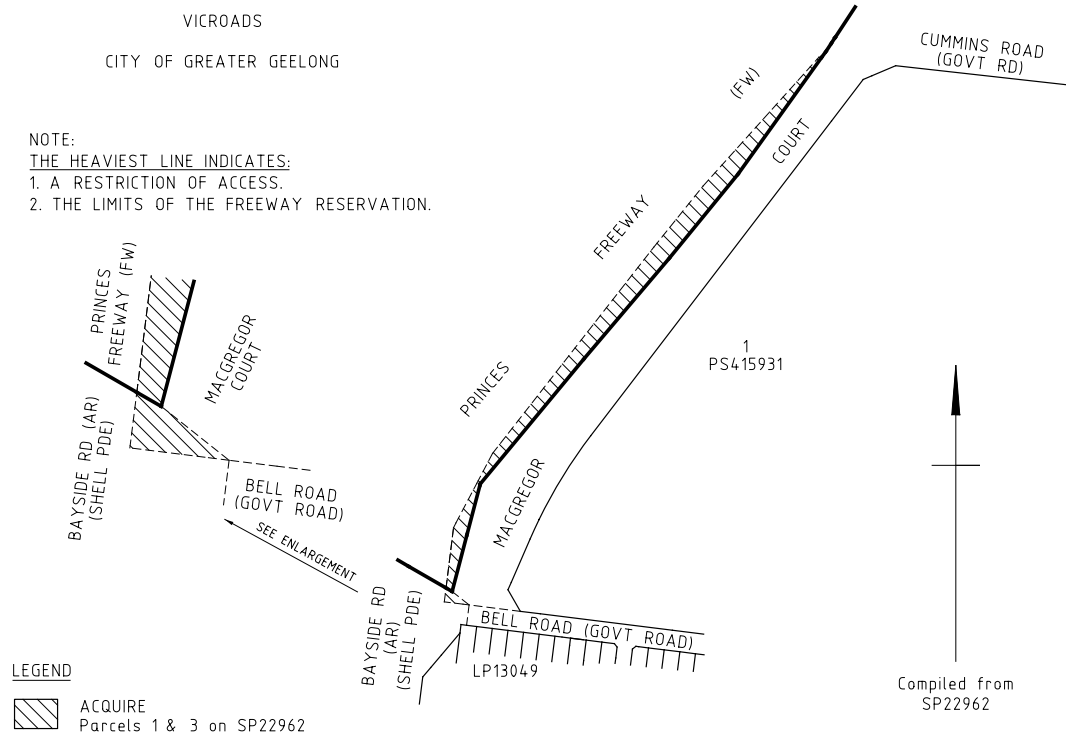 VICROADS
CITY OF GREATER GEELONG
NOTE:
THE HEAVIEST LINE INDICATES:
1. A RESTRICTION OF ACCESS.
2. THE LIMITS OF THE FREEWAY RESERVATION.
CUMMINS ROAD
(GOVT RD)
(FW)
COURT
FREEWAY
PRINCES
MACGREGOR
1
PS415931
PRINCES
FREEWAY (FW)
MACGREGOR
COURT
BAYSIDE RD (AR)
(SHELL PDE)
BELL ROAD
(GOVT ROAD)
SEE ENLARGEMENT
BAYSIDE RD
(AR)
(SHELL PDE)
BELL ROAD (GOVT ROAD)
LP13049
LEGEND
ACQUIRE
Parcels 1 & 3 on SP22962
Compiled from
SP22962